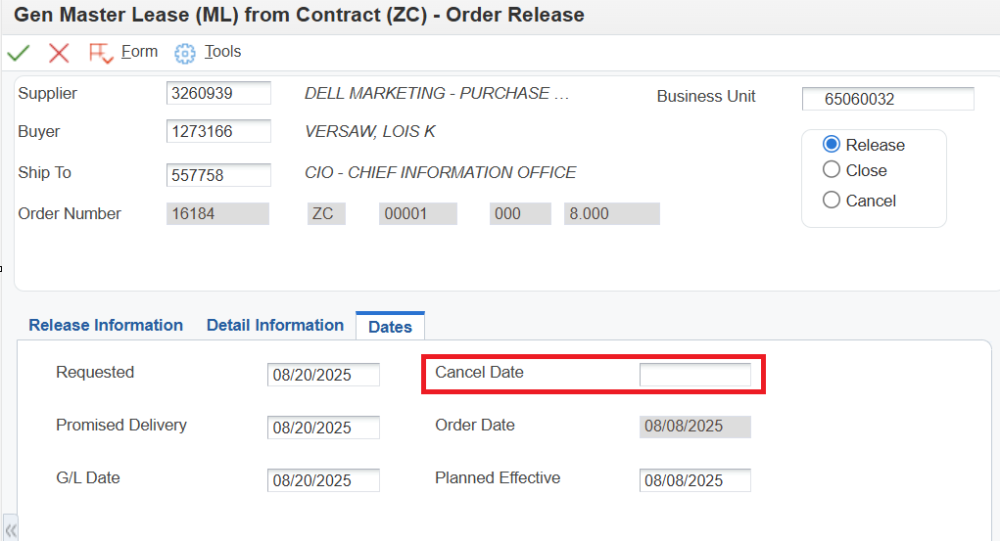 Gen Master Lease (ML) from Contract (ZC) - Order Release
Form Tools
Supplier 3260939 DELL MARKETING - PURCHASE ... Business Unit 65060032
Buyer 1273166 VERSAW, LOIS K
Release
Ship To 557758 CIO - CHIEF INFORMATION OFFICE
Close
Cancel
Order Number 16184 ZC 00001 000 8.000
Release Information Detail Information Dates
Requested 08/20/2025 Cancel Date
Promised Delivery 08/20/2025 Order Date 08/08/2025
G/L Date 08/20/2025 Planned Effective 08/08/2025